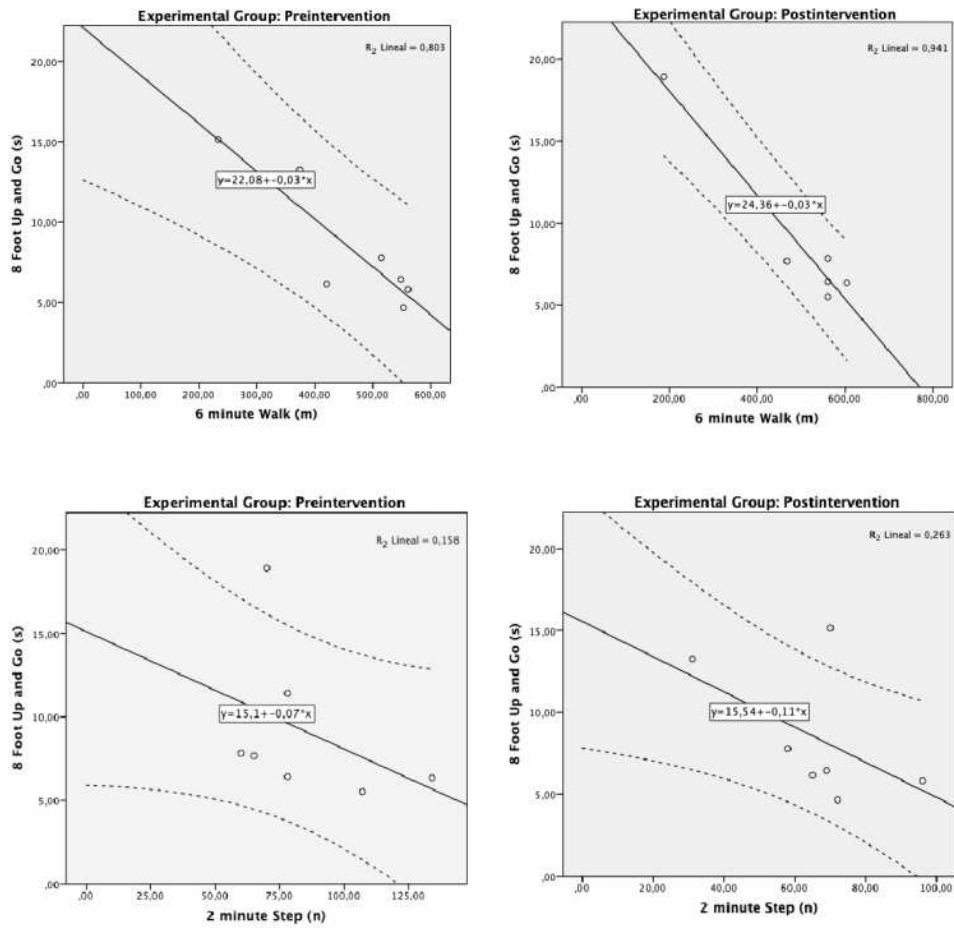 Experimental Group: Preintervention
R2 Lineal = 0,803
20,00
15,00
10,00
5,00
,00
8 Foot Up and Go (s)
y=22,08+-0,03*x
,00 100,00 200,00 300,00 400,00 500,00 600,00
6 minute Walk (m)
Experimental Group: Postintervention
R2 Lineal = 0,941
20,00
15,00
10,00
5,00
,00
8 Foot Up and Go (s)
y=24,36+-0,03*x
,00 200,00 400,00 600,00 800,00
6 minute Walk (m)
Experimental Group: Preintervention
R2 Lineal = 0,158
20,00
15,00
10,00
5,00
,00
8 Foot Up and Go (s)
y=15,1+-0,07*x
,00 25,00 50,00 75,00 100,00 125,00
2 minute Step (n)
Experimental Group: Postintervention
R2 Lineal = 0,263
20,00
15,00
10,00
5,00
,00
8 Foot Up and Go (s)
y=15,54+-0,11*x
,00 20,00 40,00 60,00 80,00 100,00
2 minute Step (n)